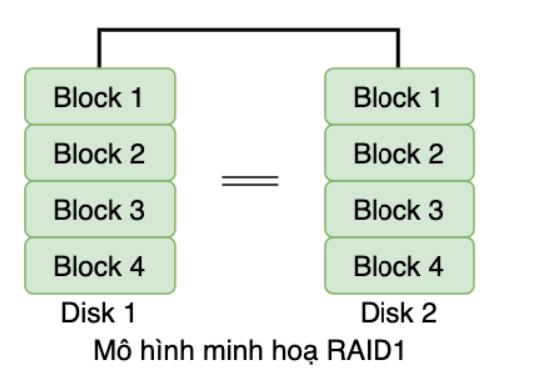 Block 1 Block 1
Block 2 Block 2
Block 3 Block 3
Block 4 Block 4
Disk 1 Disk 2
Mô hình minh hoạ RAID1